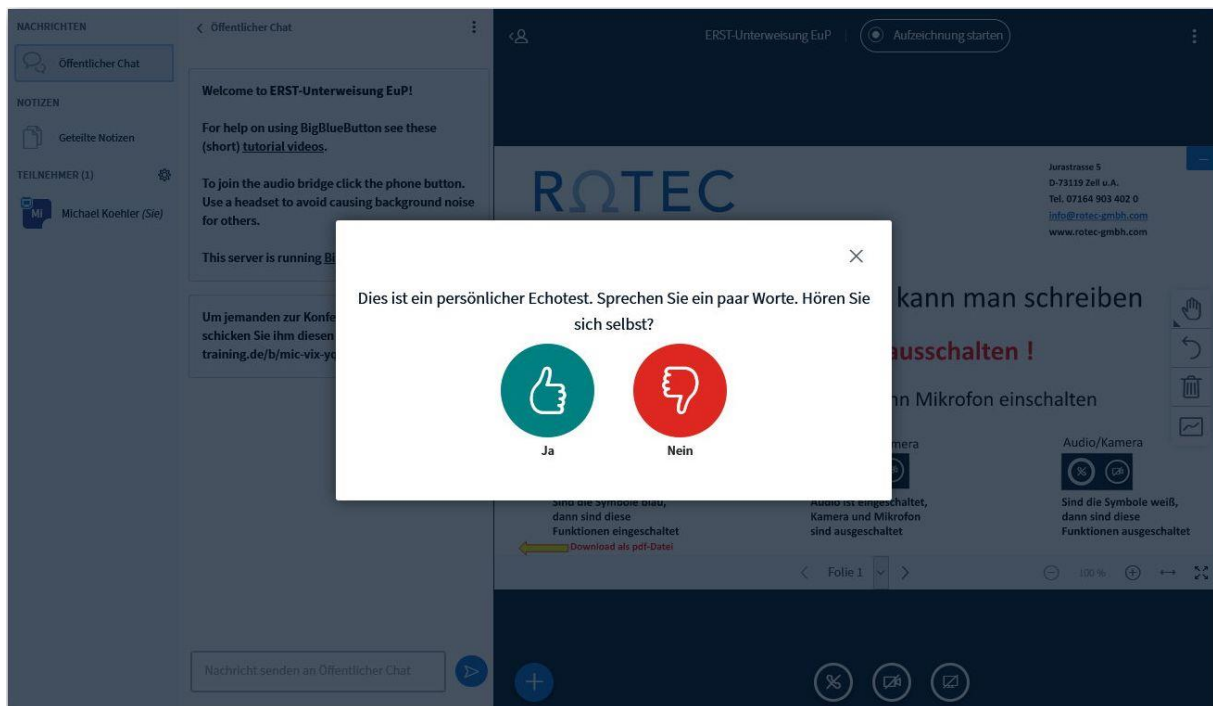 NACHRICHTEN
Öffentlicher Chat
NOTIZEN
Geteilte Notizen
TEILNEHMER (1)
Mi
Michael Koehler (Sie)
Öffentlicher Chat
Welcome to ERST-Unterweisung EuP!
For help on using BigBlueButton see these
(short) tutorial videos.
To join the audio bridge click the phone button.
Use a headset to avoid causing background noise
for others.
This server is running
Um jemanden zur
schicken Sie ihm diesen
ERST-Unterweisung EuP
Aufzeichnung starten
RΩTEC
Jurastrasse 5
D-73119 Zell u.A.
Tel. 07164 903 402 0
info@rotec-gmbh.com
www.rotec-gmbh.com
kann man schreiben
ausschalten !
Mikrofon einschalten
Audio/Kamera
Sind die Symbole blau,
dann sind diese
Funktionen eingeschaltet
Download als pdf-Datei
Audio ist eingeschaltet,
Kamera und Mikrofon
sind ausgeschaltet
Sind die Symbole weiß,
dann sind diese
Funktionen ausgeschaltet
Dies ist ein persönlicher Echotest. Sprechen Sie ein paar Worte. Hören Sie
sich selbst?
Ja
Nein
Folie 1
100 %
Nachricht senden an Öffentlicher Chat